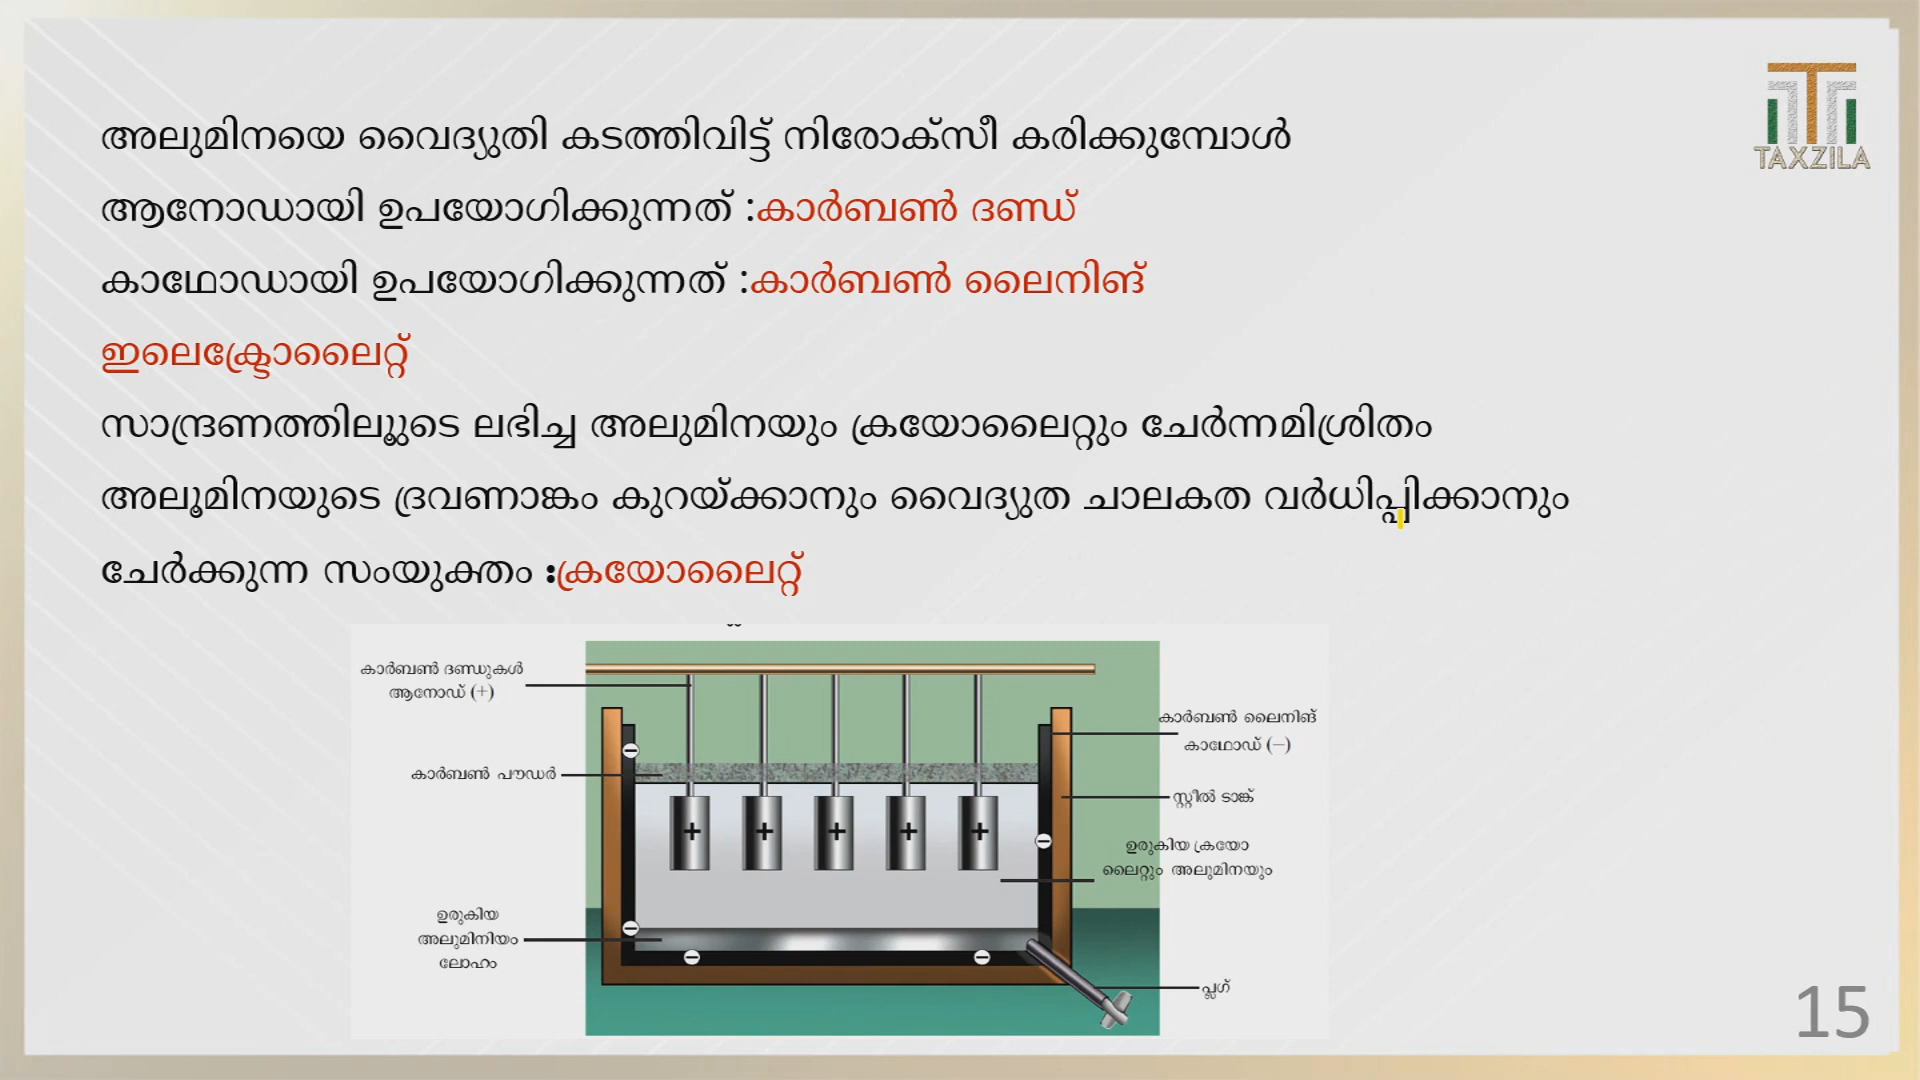 അലുമിനയെ വൈദ്യുതി കടത്തിവിട്ട് നിരോക്സീ കരിക്കുമ്പോൾ
ആനോഡായി ഉപയോഗിക്കുന്നത് :കാർബൺ ദണ്ഡ്
കാഥോഡായി ഉപയോഗിക്കുന്നത് :കാർബൺ ലൈനിങ്
ഇലെക്ട്രോലൈറ്റ്
സാന്ദ്രണത്തിലൂുടെ ലഭിച്ച അലുമിനയും ക്രയോലൈറ്റും ചേർന്നമിശ്രിതം
അലൂമിനയുടെ ദ്രവണാങ്കം കുറയ്ക്കാനും വൈദ്യുത ചാലകത വർധിപ്പിക്കാനും
ചേർക്കുന്ന സംയുക്തം :ക്രയോലൈറ്റ്
TAXZILA
കാർബൺ ദണ്ഡുകൾ
ആനോഡ് (+)
കാർബൺ പൗഡർ
ഉരുകിയ
അലുമിനിയം
ലോഹം
കാർബൺ ലൈനിങ്
കാഥോഡ് (−)
സ്റ്റീൽ ടാങ്ക്
ഉരുകിയ ക്രയോ
ലൈറ്റും അലുമിനയും
പ്ലഗ്
15